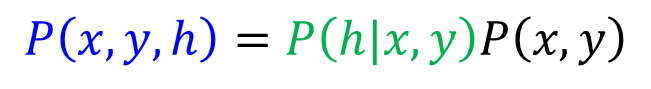 P(x, y, h) = P(h|x, y)P(x, y)